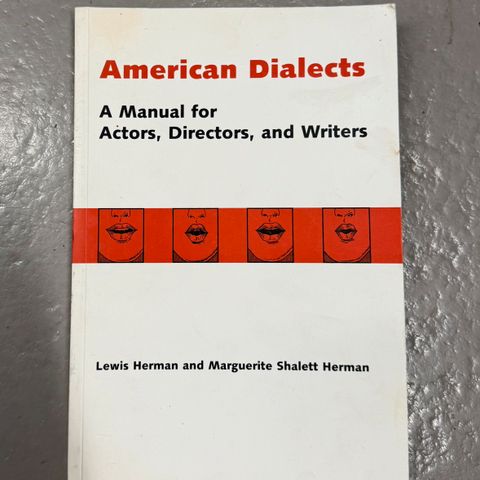 American Dialects
A Manual for
Actors, Directors, and Writers
Lewis Herman and Marguerite Shalett Herman